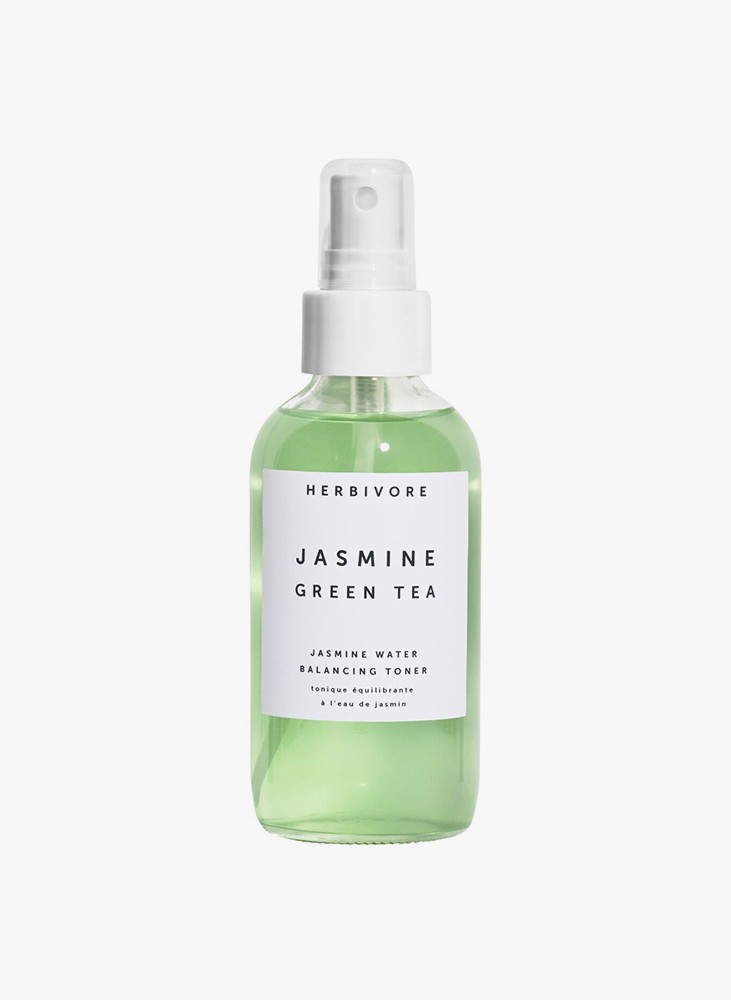 HERBIVORE
JASMINE
GREEN TEA
JASMINE WATER
BALANCING TONER
tonique équilibrante
à l'eau de jasmin